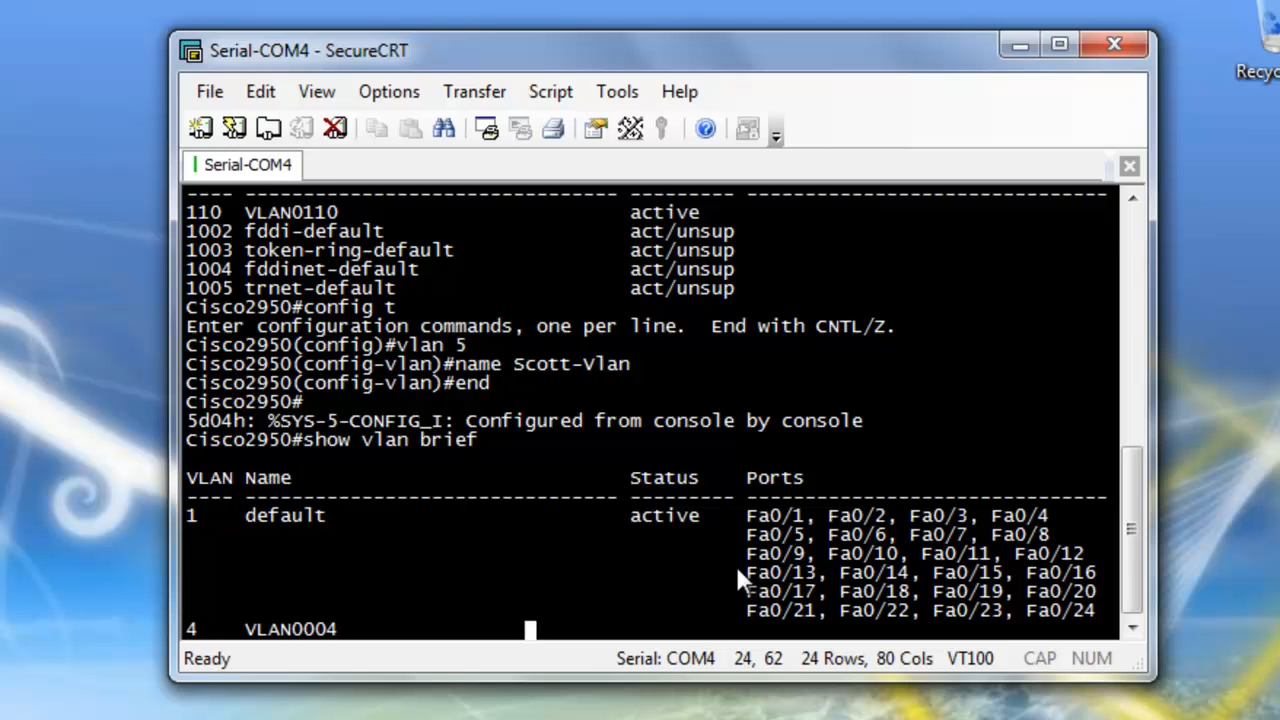 Serial-COM4 - SecureCRT
Recyc
File Edit View Options Transfer Script Tools Help
Serial-COM4
---- -------------------------------- --------- -------------------------------
110 VLAN0110 active
1002 fddi-default act/unsup
1003 token-ring-default act/unsup
1004 fddinet-default act/unsup
1005 trnet-default act/unsup
Cisco2950#config t
Enter configuration commands, one per line.  End with CNTL/Z.
Cisco2950(config)#vlan 5
Cisco2950(config-vlan)#name Scott-Vlan
Cisco2950(config-vlan)#end
Cisco2950#
5d04h: %SYS-5-CONFIG_I: Configured from console by console
Cisco2950#show vlan brief
VLAN Name Status Ports
---- -------------------------------- --------- -------------------------------
1 default active Fa0/1, Fa0/2, Fa0/3, Fa0/4
Fa0/5, Fa0/6, Fa0/7, Fa0/8
Fa0/9, Fa0/10, Fa0/11, Fa0/12
Fa0/13, Fa0/14, Fa0/15, Fa0/16
Fa0/17, Fa0/18, Fa0/19, Fa0/20
Fa0/21, Fa0/22, Fa0/23, Fa0/24
4 VLAN0004
Ready Serial: COM4 24, 62 24 Rows, 80 Cols VT100 CAP NUM